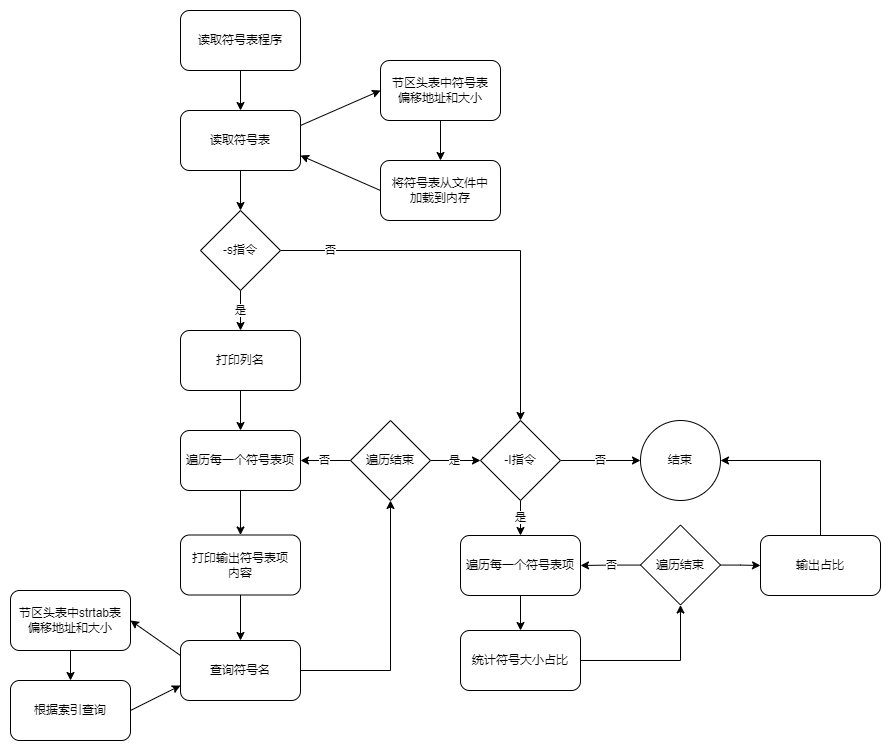 读取符号表程序
节区头表中符号表
偏移地址和大小
读取符号表
将符号表从文件中
加载到内存
-s指令
否
是
打印列名
遍历每一个符号表项
否
遍历结束
是
-l指令
否
结束
是
打印输出符号表项
内容
遍历每一个符号表项
否
遍历结束
输出占比
节区头表中strtab表
偏移地址和大小
查询符号名
统计符号大小占比
根据索引查询